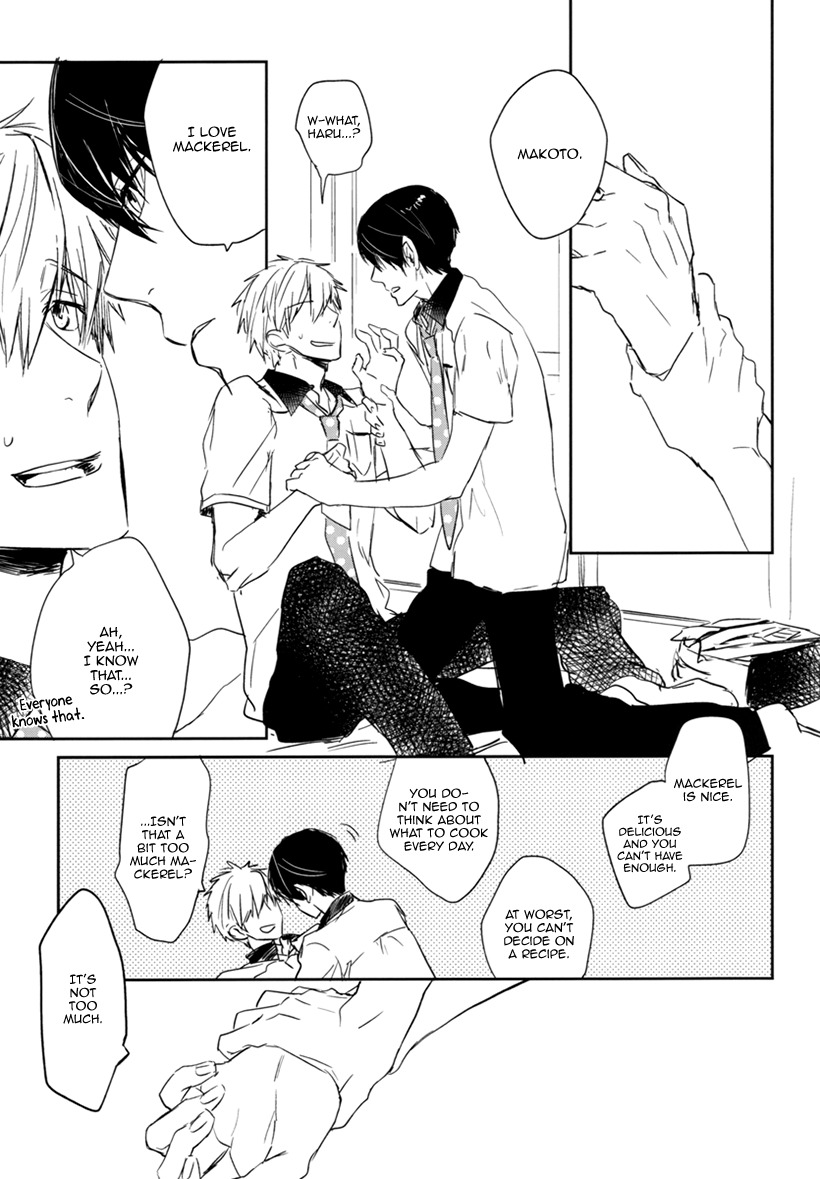 MAKOTO.
W-WHAT,
HARU...?
I LOVE
MACKEREL.
AH,
YEAH...
I KNOW
THAT...
SO...?
Everyone
knows that.
MACKEREL
IS NICE.
IT'S
DELICIOUS
AND YOU
CAN'T HAVE
ENOUGH.
YOU DO-
N'T NEED TO
THINK ABOUT
WHAT TO COOK
EVERY DAY.
AT WORST,
YOU CAN'T
DECIDE ON
A RECIPE.
...ISN'T
THAT A
BIT TOO
MUCH MA-
CKEREL?
IT'S
NOT
TOO
MUCH.